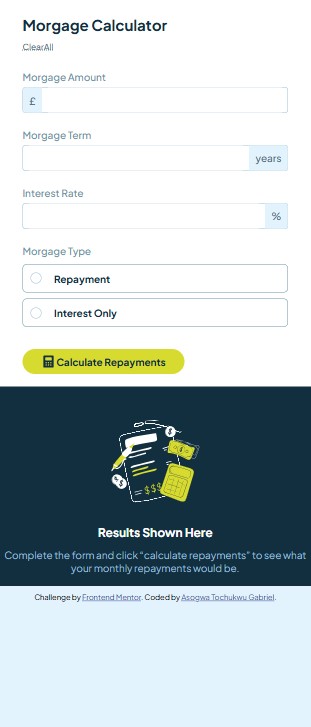 Morgage Calculator
ClearAll
Morgage Amount
£
Morgage Term
years
Interest Rate
%
Morgage Type
Repayment
Interest Only
Calculate Repayments
$
$
$$$
Results Shown Here
Complete the form and click "calculate repayments" to see what
your monthly repayments would be.
Challenge by Frontend Mentor. Coded by Asogwa Tochukwu Gabriel.